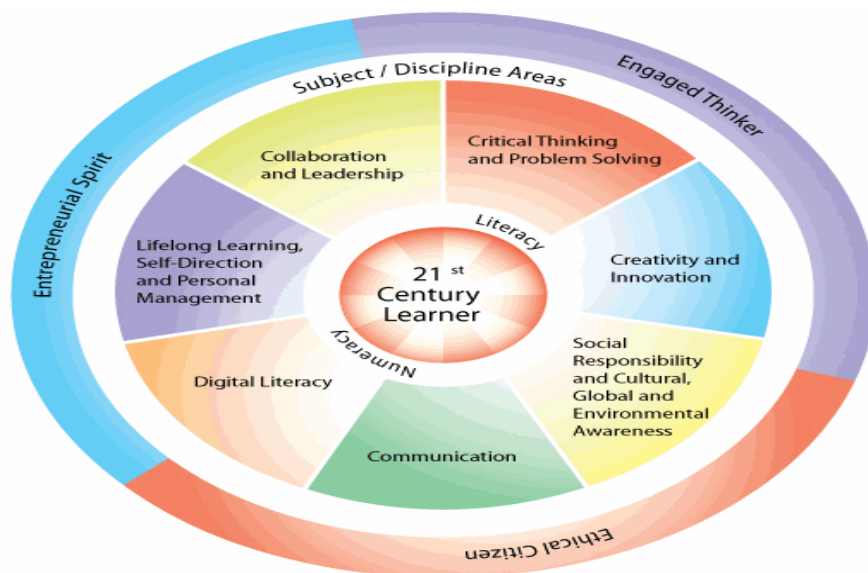 Subject / Discipline Areas
Engaged Thinker
Entrepreneurial Spirit
Ethical Citizen
Collaboration
and Leadership
Critical Thinking
and Problem Solving
Lifelong Learning,
Self-Direction
and Personal
Management
Creativity and
Innovation
Literacy
21 st
Century
Learner
Numeracy
Digital Literacy
Social
Responsibility
and Cultural,
Global and
Environmental
Awareness
Communication